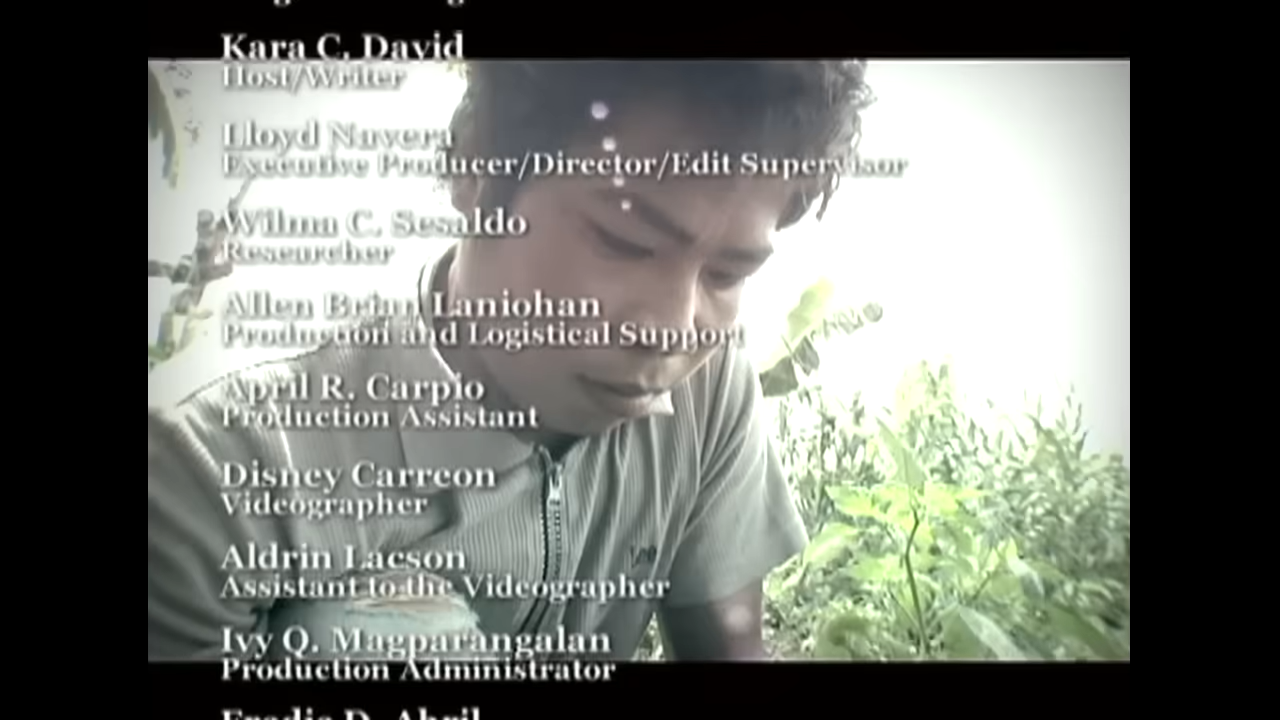 Kara C. David
Host/Writer
Lloyd Navera
Executive Producer/Director/Edit Supervisor
Wilma C. Sesaldo
Researcher
Allen Brian Laniohan
Production and Logistical Support
April R. Carpio
Production Assistant
Disney Carreon
Videographer
Aldrin Lacson
Assistant to the Videographer
Ivy Q. Magparangalan
Production Administrator